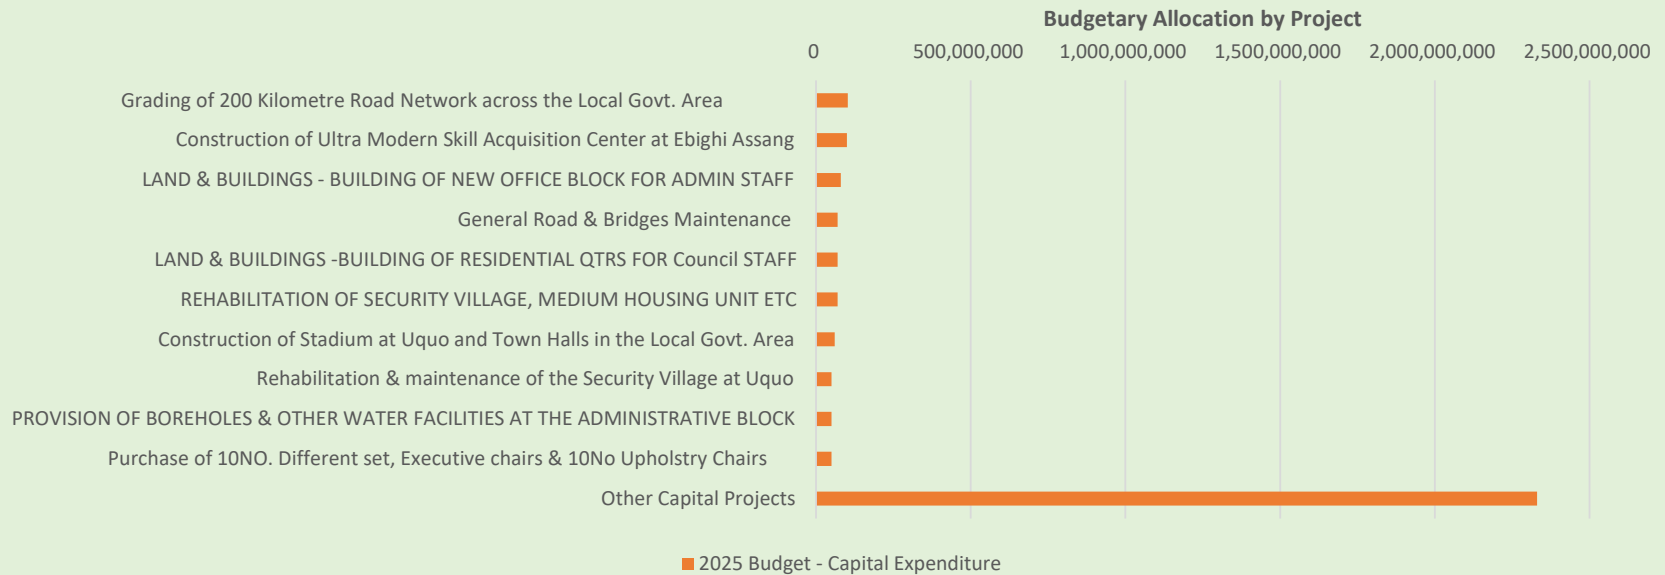 Budgetary Allocation by Project
0 500,000,000 1,000,000,000 1,500,000,000 2,000,000,000 2,500,000,000
Grading of 200 Kilometre Road Network across the Local Govt. Area
Construction of Ultra Modern Skill Acquisition Center at Ebighi Assang
LAND & BUILDINGS - BUILDING OF NEW OFFICE BLOCK FOR ADMIN STAFF
General Road & Bridges Maintenance
LAND & BUILDINGS -BUILDING OF RESIDENTIAL QTRS FOR Council STAFF
REHABILITATION OF SECURITY VILLAGE, MEDIUM HOUSING UNIT ETC
Construction of Stadium at Uquo and Town Halls in the Local Govt. Area
Rehabilitation & maintenance of the Security Village at Uquo
PROVISION OF BOREHOLES & OTHER WATER FACILITIES AT THE ADMINISTRATIVE BLOCK
Purchase of 10NO. Different set, Executive chairs & 10No Upholstry Chairs
Other Capital Projects
2025 Budget - Capital Expenditure